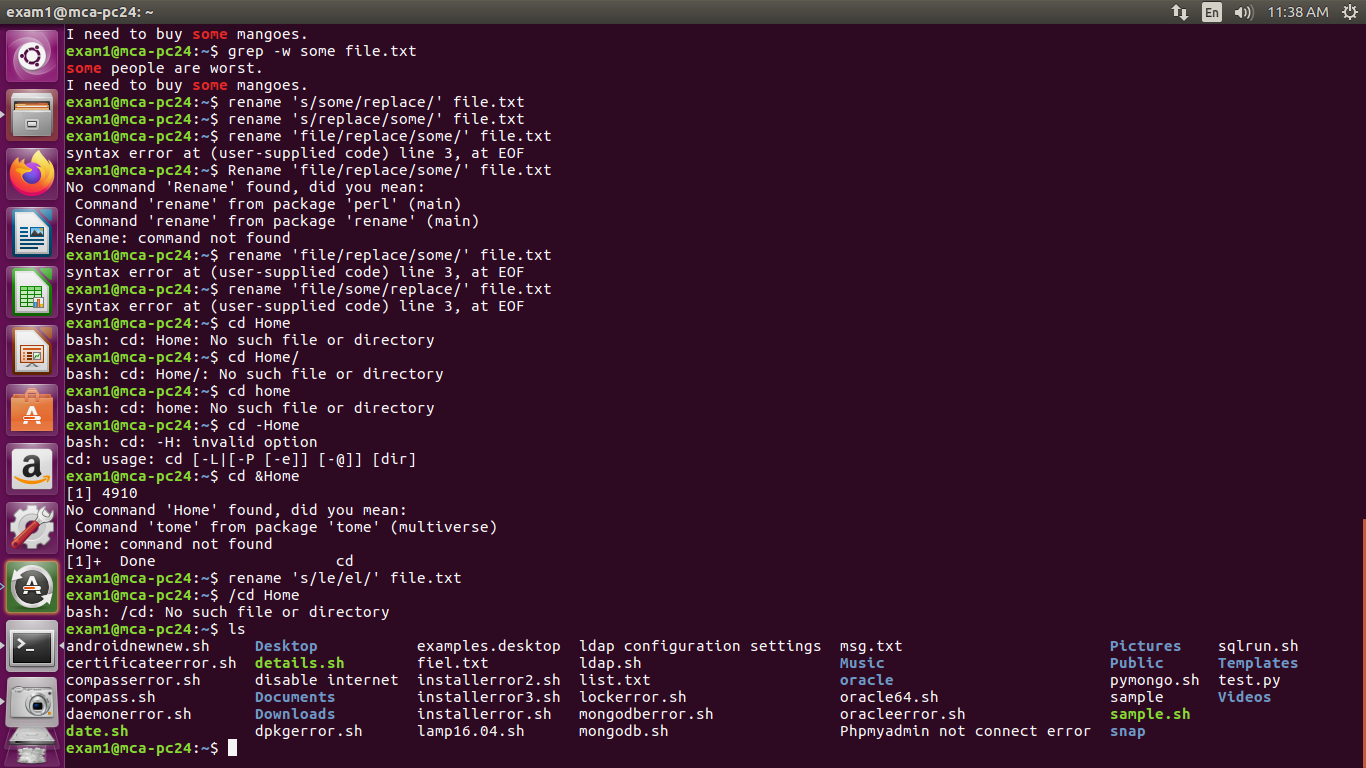 exam1@mca-pc24: ~
En
11:38 AM
I need to buy some mangoes.
exam1@mca-pc24:~$ grep -w some file.txt
some people are worst.
I need to buy some mangoes.
exam1@mca-pc24:~$ rename 's/some/replace/' file.txt
exam1@mca-pc24:~$ rename 's/replace/some/' file.txt
exam1@mca-pc24:~$ rename 'file/replace/some/' file.txt
syntax error at (user-supplied code) line 3, at EOF
exam1@mca-pc24:~$ Rename 'file/replace/some/' file.txt
No command 'Rename' found, did you mean:
 Command 'rename' from package 'perl' (main)
 Command 'rename' from package 'rename' (main)
Rename: command not found
exam1@mca-pc24:~$ rename 'file/replace/some/' file.txt
syntax error at (user-supplied code) line 3, at EOF
exam1@mca-pc24:~$ rename 'file/some/replace/' file.txt
syntax error at (user-supplied code) line 3, at EOF
exam1@mca-pc24:~$ cd Home
bash: cd: Home: No such file or directory
exam1@mca-pc24:~$ cd Home/
bash: cd: Home/: No such file or directory
exam1@mca-pc24:~$ cd home
bash: cd: home: No such file or directory
exam1@mca-pc24:~$ cd -Home
bash: cd: -H: invalid option
cd: usage: cd [-L|[-P [-e]] [-@]] [dir]
exam1@mca-pc24:~$ cd &Home
[1] 4910
No command 'Home' found, did you mean:
 Command 'tome' from package 'tome' (multiverse)
Home: command not found
[1]+  Done                    cd
exam1@mca-pc24:~$ rename 's/le/el/' file.txt
exam1@mca-pc24:~$ /cd Home
bash: /cd: No such file or directory
exam1@mca-pc24:~$ ls
androidnewnew.sh     Desktop           examples.desktop  ldap configuration settings  msg.txt                       Pictures   sqlrun.sh
certificateerror.sh  details.sh        fiel.txt          ldap.sh                      Music                         Public     Templates
compasserror.sh      disable internet  installerror2.sh  list.txt                     oracle                        pymongo.sh  test.py
compass.sh           Documents         installerror3.sh  lockerror.sh                 oracle64.sh                   sample     Videos
daemonerror.sh       Downloads         installerror.sh   mongodberror.sh              oracleerror.sh                sample.sh
date.sh              dpkgerror.sh      lamp16.04.sh      mongodb.sh                   Phpmyadmin not connect error  snap
exam1@mca-pc24:~$